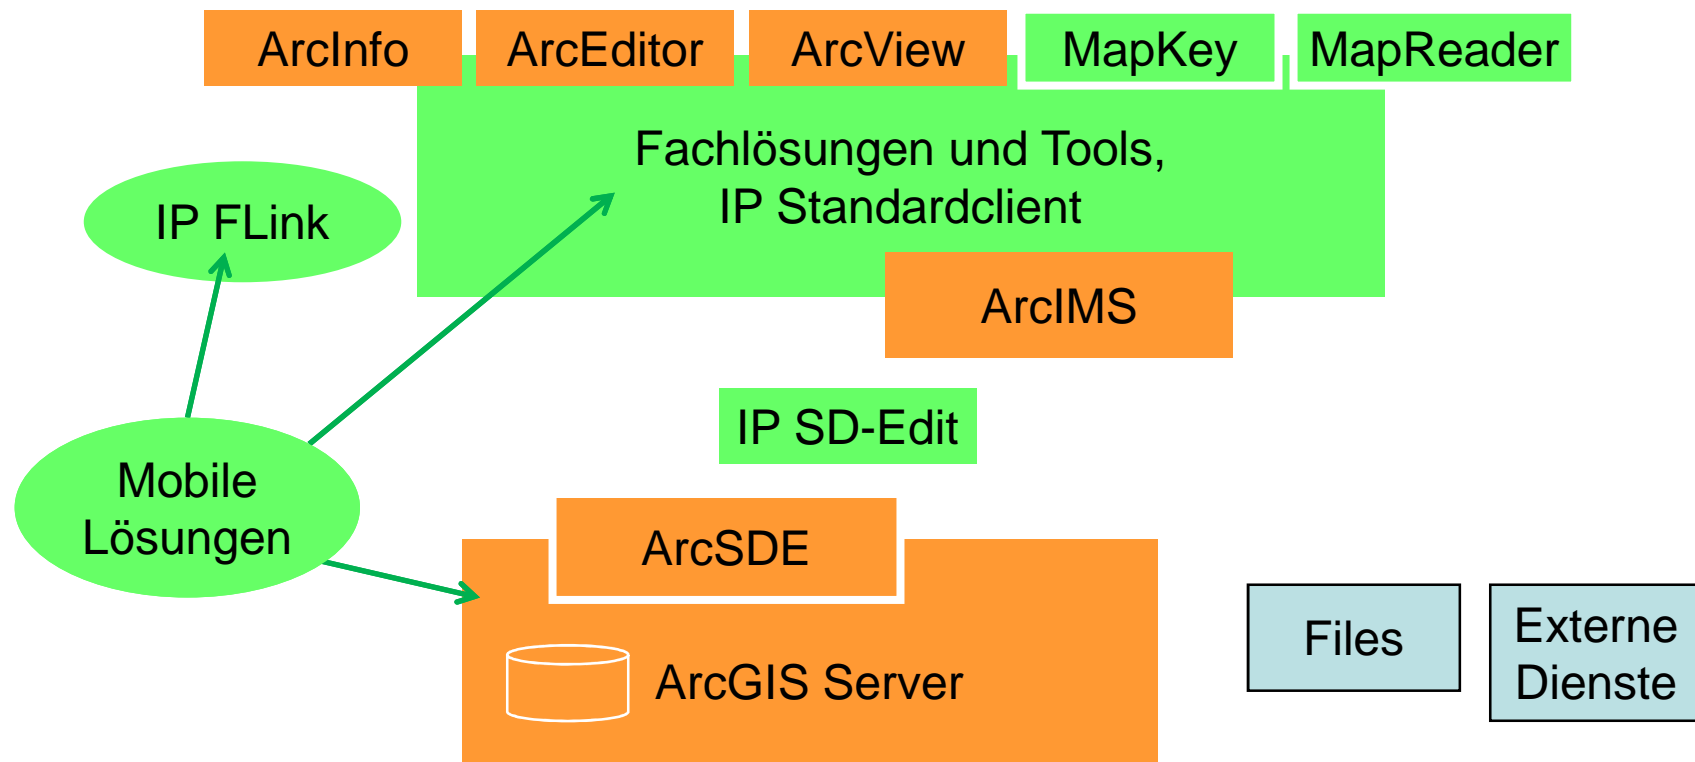 ArcInfo
ArcEditor
ArcView
MapKey
MapReader
Fachlösungen und Tools,
IP Standardclient
IP FLink
ArcIMS
IP SD-Edit
Mobile
Lösungen
ArcSDE
ArcGIS Server
Files
Externe
Dienste